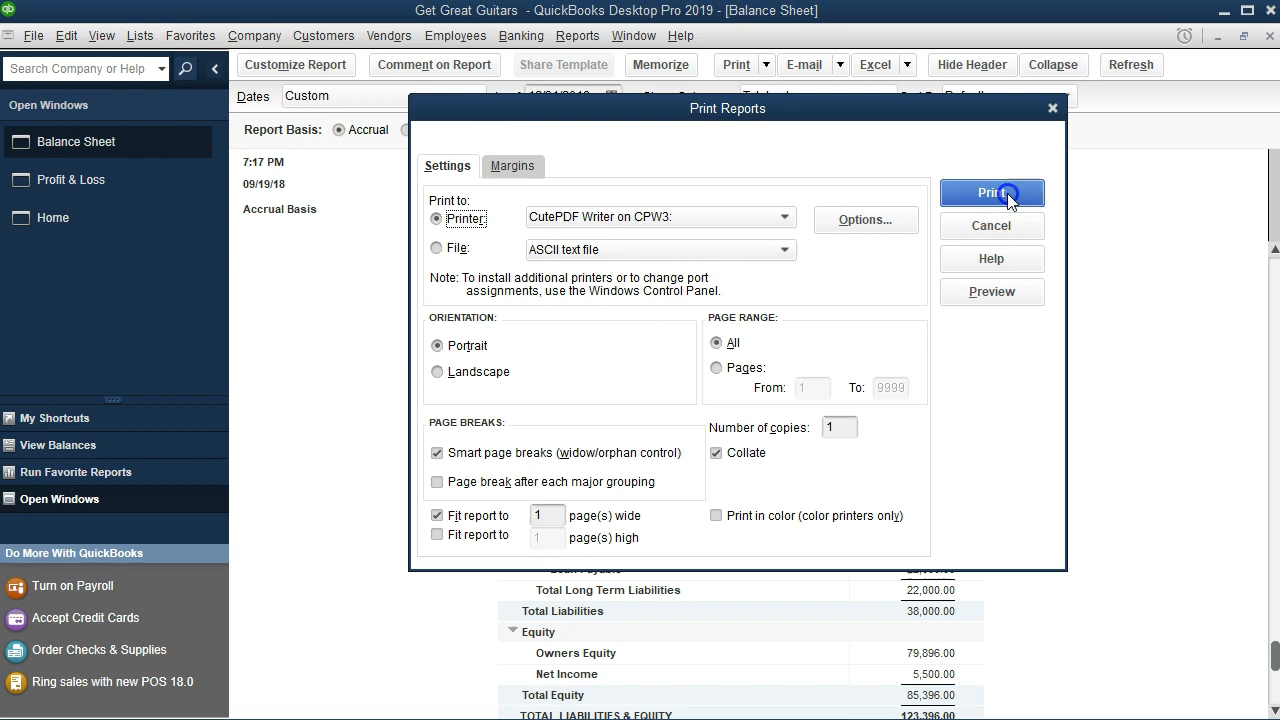 Get Great Guitars - QuickBooks Desktop Pro 2019 - [Balance Sheet]
File Edit View Lists Favorites Company Customers Vendors Employees Banking Reports Window Help
Search Company or Help
Customize Report Comment on Report Share Template Memorize Print E-mail Excel Hide Header Collapse Refresh
Open Windows
Dates Custom
Print Reports
Balance Sheet
Report Basis: Accrual
Profit & Loss
Home
7:17 PM
09/19/18
Accrual Basis
Settings Margins
Print to:
Printer: CutePDF Writer on CPW3: Options...
File: ASCII text file
Note: To install additional printers or to change port
assignments, use the Windows Control Panel.
Print
Cancel
Help
Preview
ORIENTATION:
Portrait
Landscape
PAGE RANGE:
All
Pages:
From: 1 To: 9999
PAGE BREAKS:
Smart page breaks (widow/orphan control)
Page break after each major grouping
Number of copies: 1
Collate
Fit report to 1 page(s) wide
Fit report to 1 page(s) high
Print in color (color printers only)
My Shortcuts
View Balances
Run Favorite Reports
Open Windows
Do More With QuickBooks
Turn on Payroll
Accept Credit Cards
Order Checks & Supplies
Ring sales with new POS 18.0
Total Long Term Liabilities 22,000.00
Total Liabilities 38,000.00
Equity
Owners Equity 79,896.00
Net Income 5,500.00
Total Equity 85,396.00
TOTAL LIABILITIES & EQUITY 123,396.00